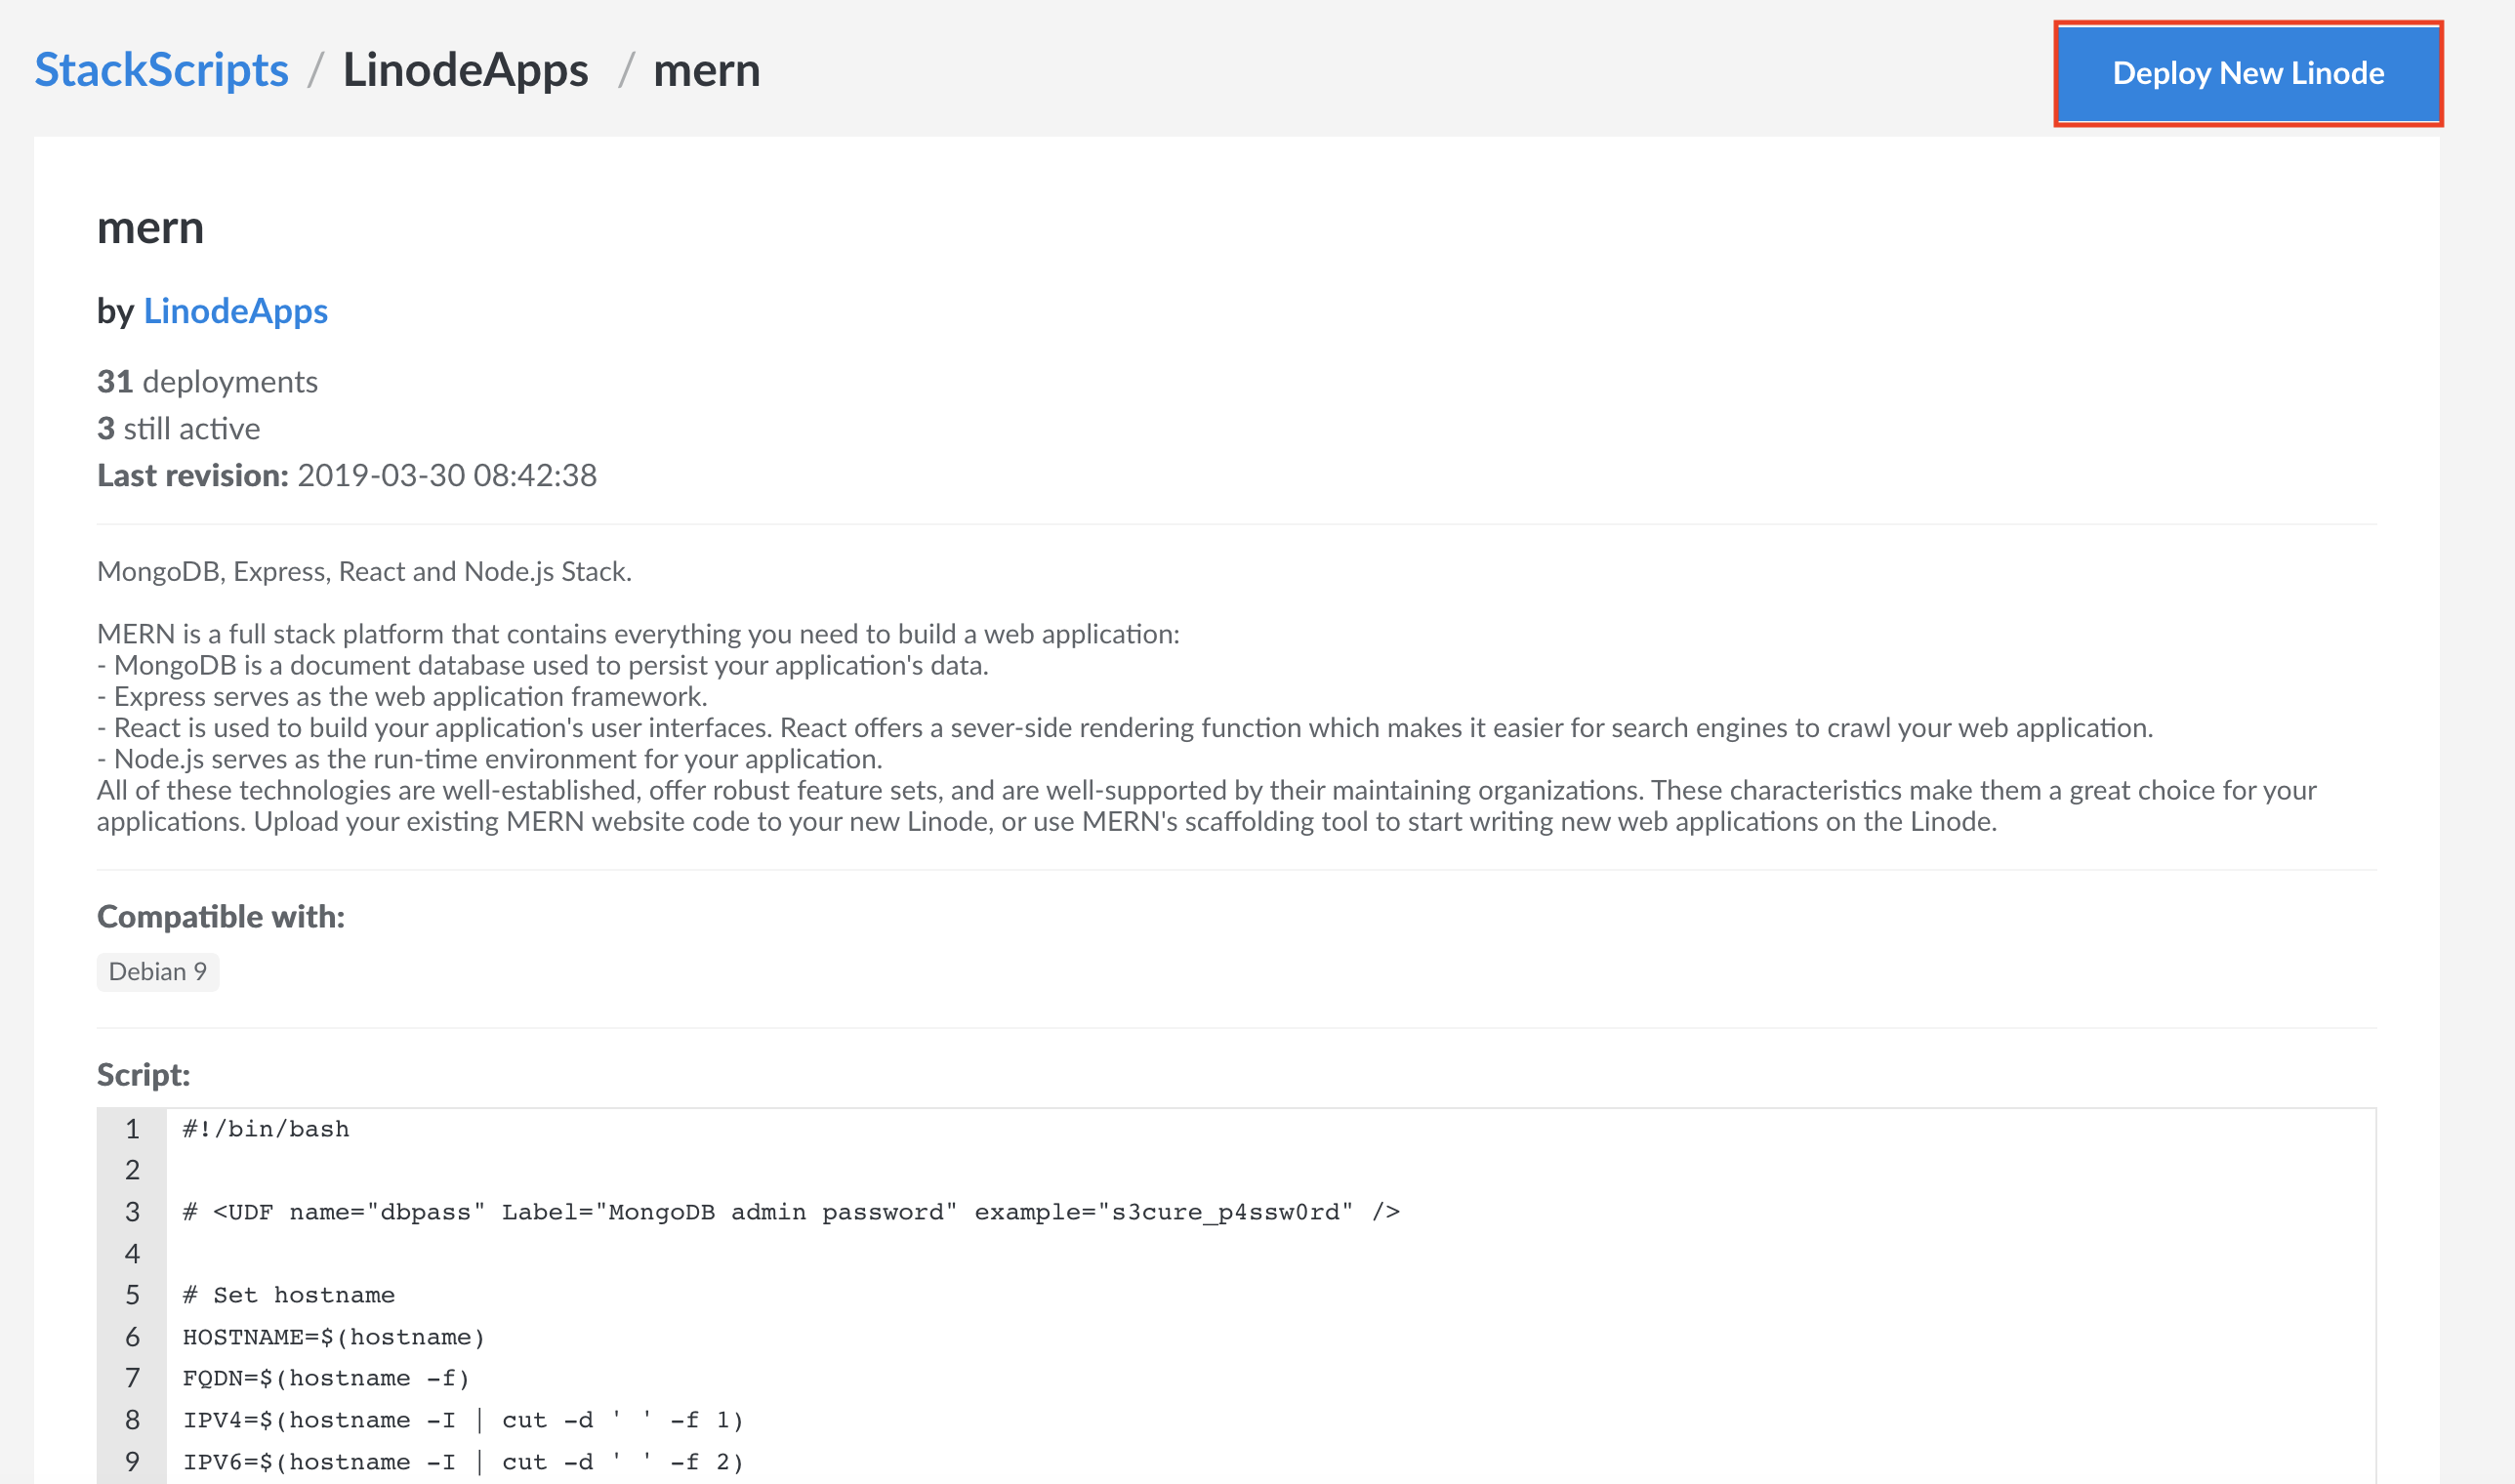 StackScripts / LinodeApps / mern
Deploy New Linode
mern
by LinodeApps
31 deployments
3 still active
Last revision: 2019-03-30 08:42:38
MongoDB, Express, React and Node.js Stack.
MERN is a full stack platform that contains everything you need to build a web application:
- MongoDB is a document database used to persist your application's data.
- Express serves as the web application framework.
- React is used to build your application's user interfaces. React offers a sever-side rendering function which makes it easier for search engines to crawl your web application.
- Node.js serves as the run-time environment for your application.
All of these technologies are well-established, offer robust feature sets, and are well-supported by their maintaining organizations. These characteristics make them a great choice for your
applications. Upload your existing MERN website code to your new Linode, or use MERN's scaffolding tool to start writing new web applications on the Linode.
Compatible with:
Debian 9
Script:
1 #!/bin/bash
2
3 # <UDF name="dbpass" Label="MongoDB admin password" example="s3cure_p4ssw0rd" />
4
5 # Set hostname
6 HOSTNAME=$(hostname)
7 FQDN=$(hostname -f)
8 IPV4=$(hostname -I | cut -d ' ' -f 1)
9 IPV6=$(hostname -I | cut -d ' ' -f 2)